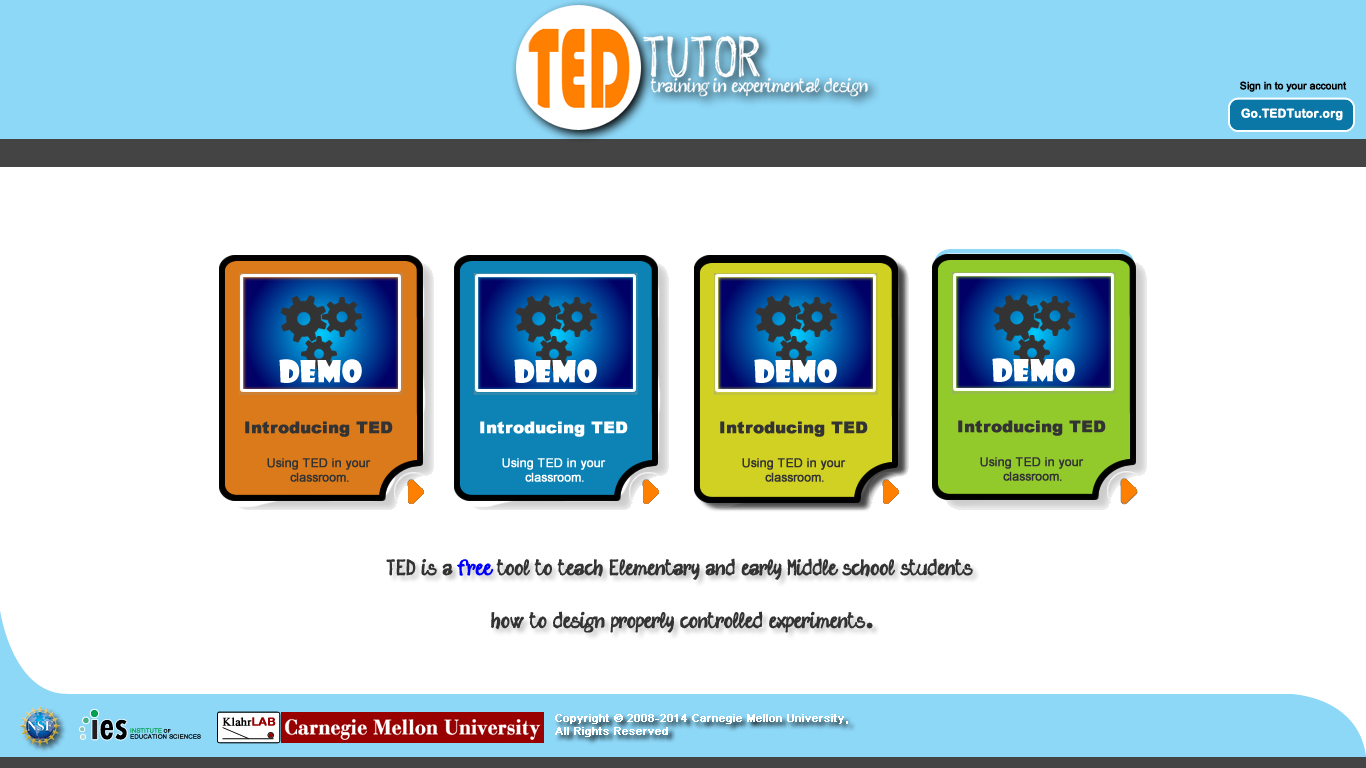 TED TUTOR
training in experimental design
Sign in to your account
Go.TEDTutor.org
DEMO
Introducing TED
Using TED in your
classroom.
DEMO
Introducing TED
Using TED in your
classroom.
DEMO
Introducing TED
Using TED in your
classroom.
DEMO
Introducing TED
Using TED in your
classroom.
TED is a free tool to teach Elementary and early Middle school students
how to design properly controlled experiments.
NSF
ies INSTITUTE OF
EDUCATION SCIENCES
KlahrLAB
Carnegie Mellon University
Copyright © 2008-2014 Carnegie Mellon University,
All Rights Reserved